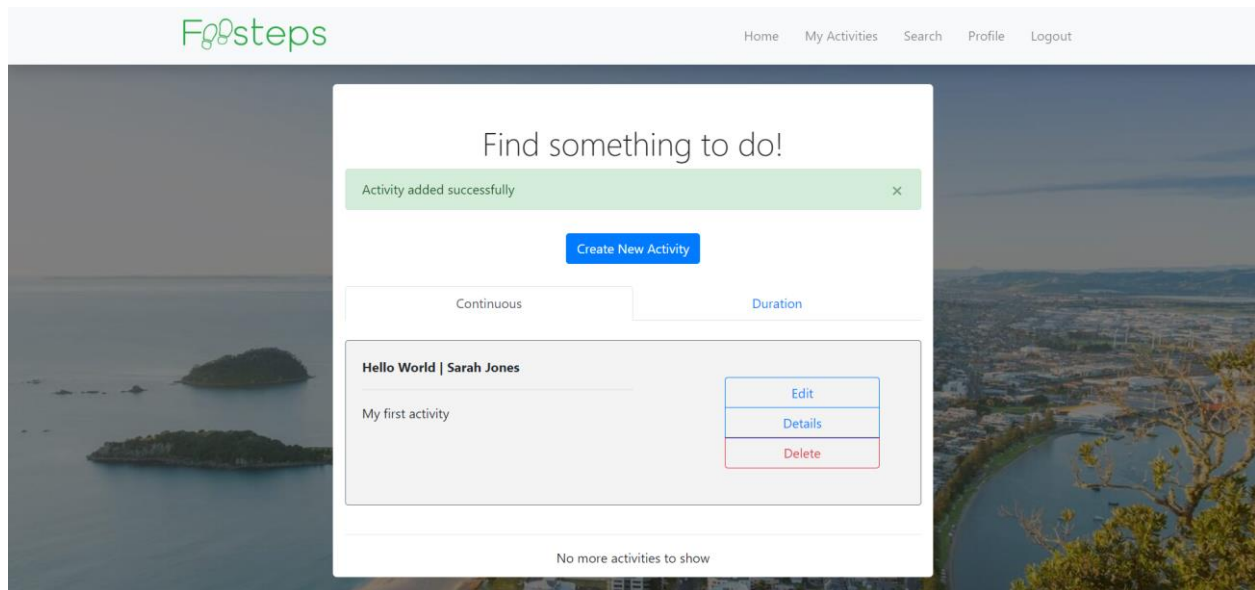 Footsteps
Home My Activities Search Profile Logout
Find something to do!
Activity added successfully ×
Create New Activity
Continuous Duration
Hello World | Sarah Jones
My first activity
Edit
Details
Delete
No more activities to show